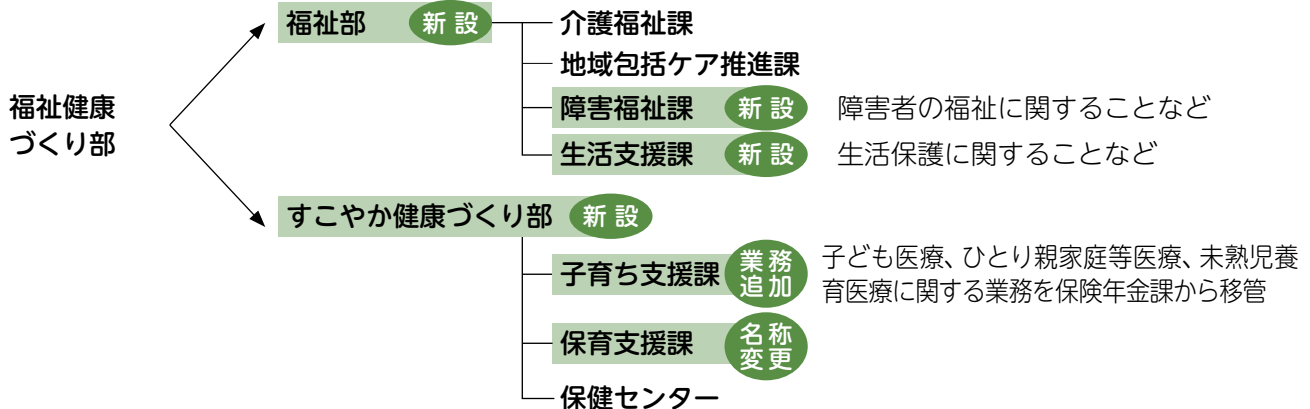 福祉健康
づくり部
福祉部 新設
介護福祉課
地域包括ケア推進課
障害福祉課 新設 障害者の福祉に関することなど
生活支援課 新設 生活保護に関することなど
すこやか健康づくり部 新設
子育ち支援課 業務
追加
子ども医療、ひとり親家庭等医療、未熟児養
育医療に関する業務を保険年金課から移管
保育支援課 名称
変更
保健センター